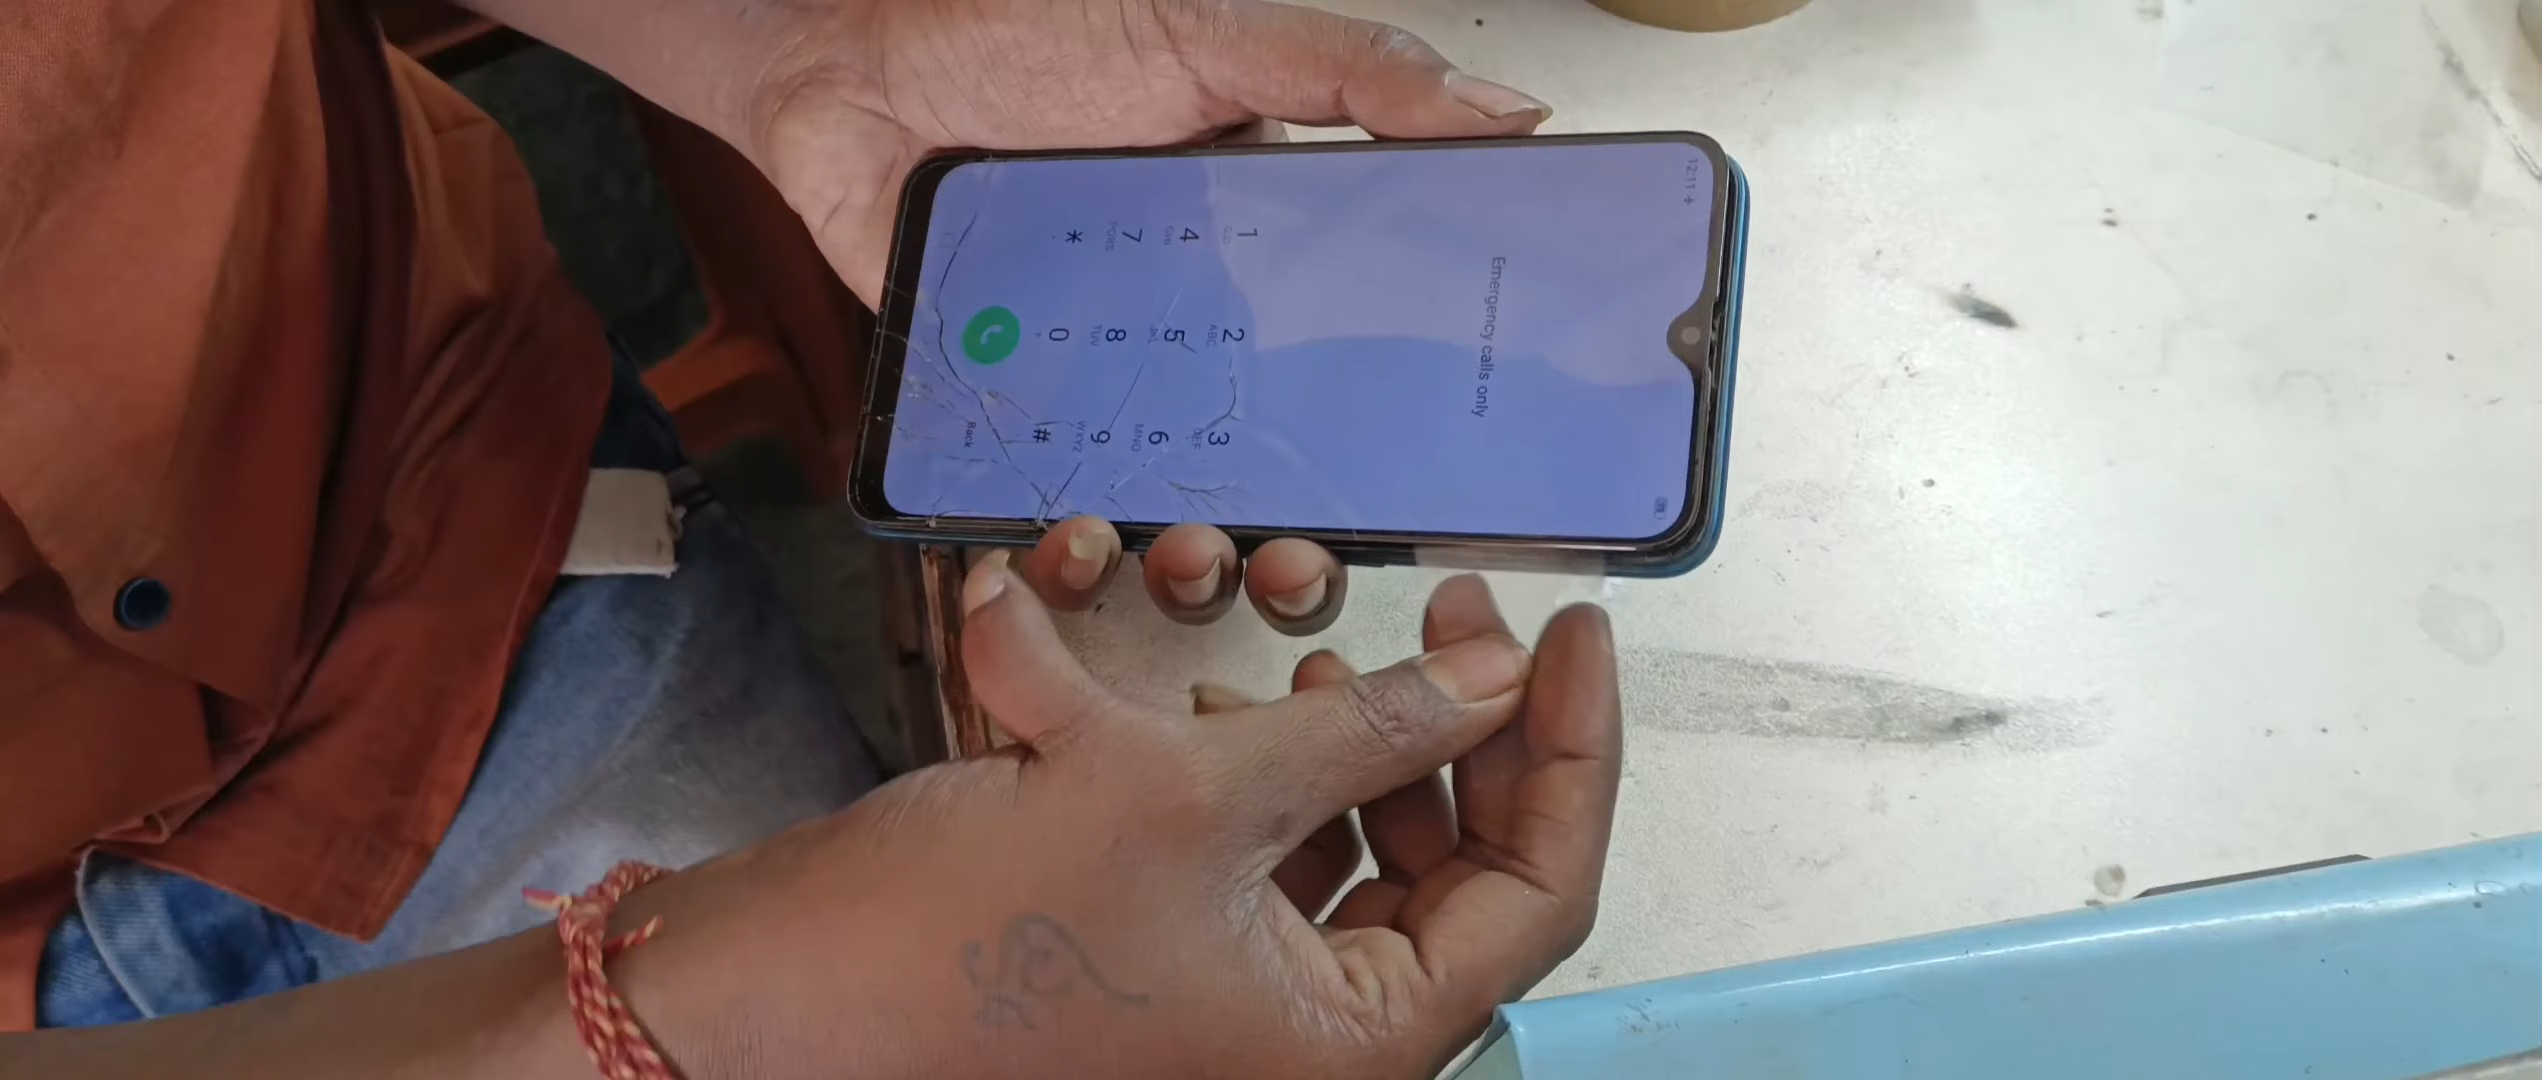 12:11
Emergency calls only
1 2 ABC 3 DEF
4 GHI 5 JKL 6 MNO
7 PQRS 8 TUV 9 WXYZ
* 0 + #
Back